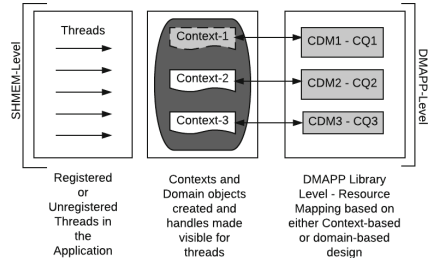 SHMEM-Level
Threads
Context-1
Context-2
Context-3
CDM1 - CQ1
CDM2 - CQ2
CDM3 - CQ3
DMAPP-Level
Registered
or
Unregistered
Threads in
the
Application
Contexts and
Domain objects
created and
handles made
visible for
threads
DMAPP Library
Level - Resource
Mapping based on
either Context-based
or domain-based
design